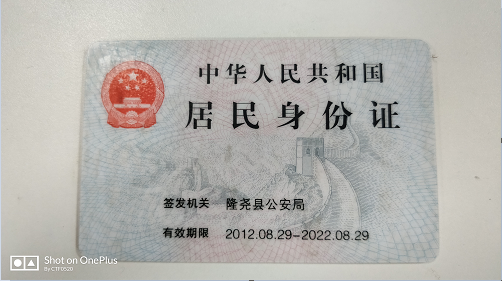 中华人民共和国
居民身份证
签发机关 隆尧县公安局
有效期限 2012.08.29-2022.08.29
Shot on OnePlus
By CTF0520